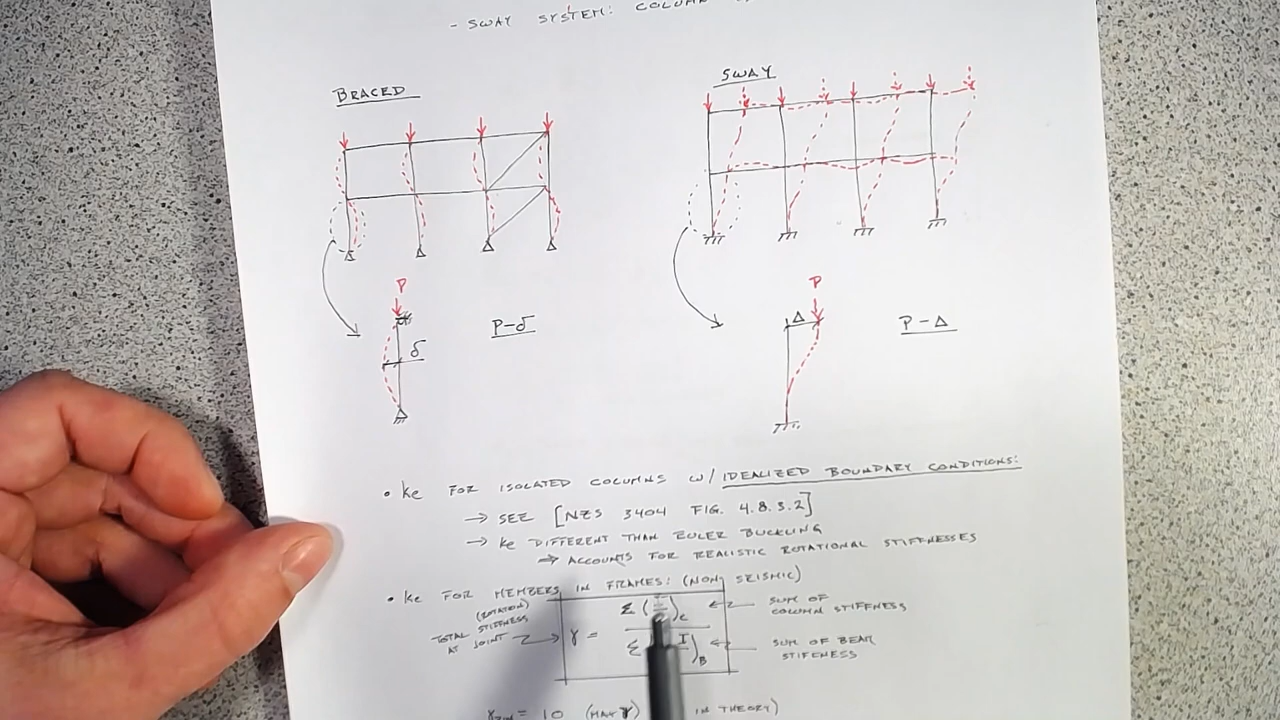 - SWAY SYSTEM: COLUMN
BRACED
SWAY
P
δ
P-δ
P
Δ
P-Δ
• ke FOR ISOLATED COLUMNS W/ IDEALIZED BOUNDARY CONDITIONS:
→ SEE [NZS 3404 FIG. 4.8.3.2]
→ ke DIFFERENT THAN EULER BUCKLING
⇒ ACCOUNTS FOR REALISTIC ROTATIONAL STIFFNESSES
• ke FOR MEMBERS IN FRAMES: (NON SEISMIC)
TOTAL (ROTATION) STIFFNESS AT JOINT
γ =
Σ ( I )c
Σ I )B
SUM OF
COLUMN STIFFNESS
SUM OF BEAM
STIFFNESS
= 10 (MAX γ IN THEORY)